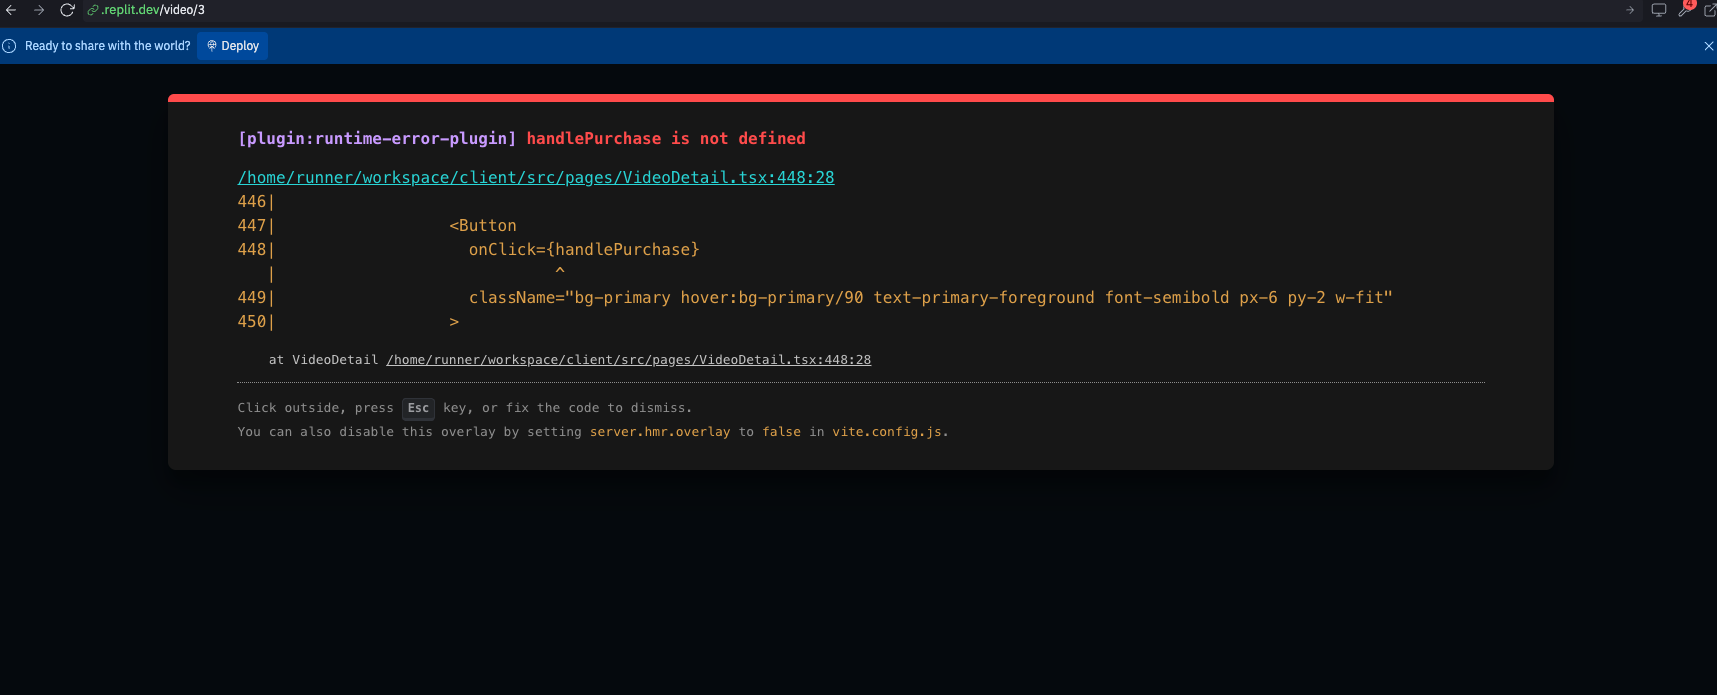 .replit.dev/video/3
4
Ready to share with the world? Deploy
[plugin:runtime-error-plugin] handlePurchase is not defined
/home/runner/workspace/client/src/pages/VideoDetail.tsx:448:28
446|
447|                  <Button
448|                    onClick={handlePurchase}
   |                             ^
449|                    className="bg-primary hover:bg-primary/90 text-primary-foreground font-semibold px-6 py-2 w-fit"
450|                  >
at VideoDetail /home/runner/workspace/client/src/pages/VideoDetail.tsx:448:28
Click outside, press Esc key, or fix the code to dismiss.
You can also disable this overlay by setting server.hmr.overlay to false in vite.config.js.